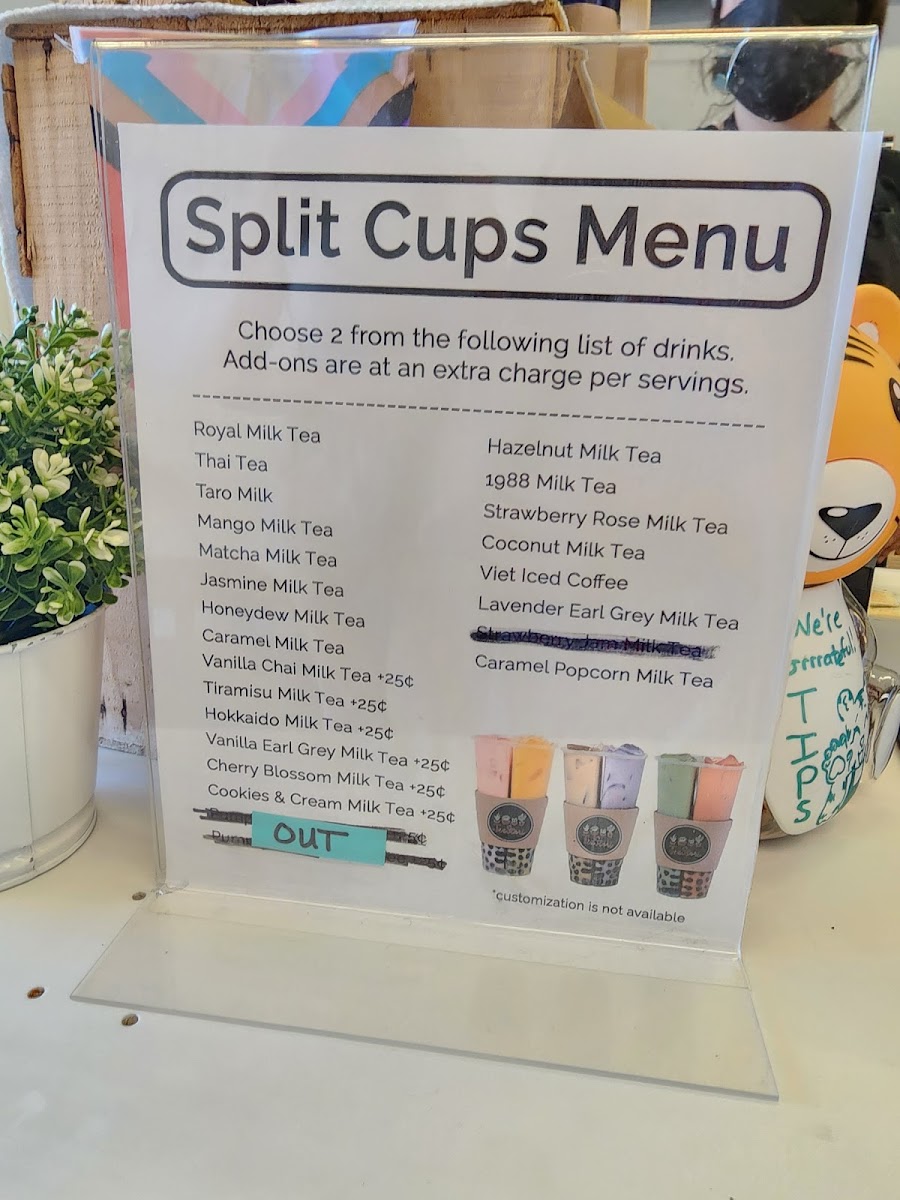 Split Cups Menu
Choose 2 from the following list of drinks.
Add-ons are at an extra charge per servings.
Royal Milk Tea
Thai Tea
Taro Milk
Mango Milk Tea
Matcha Milk Tea
Jasmine Milk Tea
Honeydew Milk Tea
Caramel Milk Tea
Vanilla Chai Milk Tea +25¢
Tiramisu Milk Tea +25¢
Hokkaido Milk Tea +25¢
Vanilla Earl Grey Milk Tea +25¢
Cherry Blossom Milk Tea +25¢
Cookies & Cream Milk Tea +25¢
OUT
Hazelnut Milk Tea
1988 Milk Tea
Strawberry Rose Milk Tea
Coconut Milk Tea
Viet Iced Coffee
Lavender Earl Grey Milk Tea
Strawberry Jam Milk Tea
Caramel Popcorn Milk Tea
*customization is not available
We're
TIPS